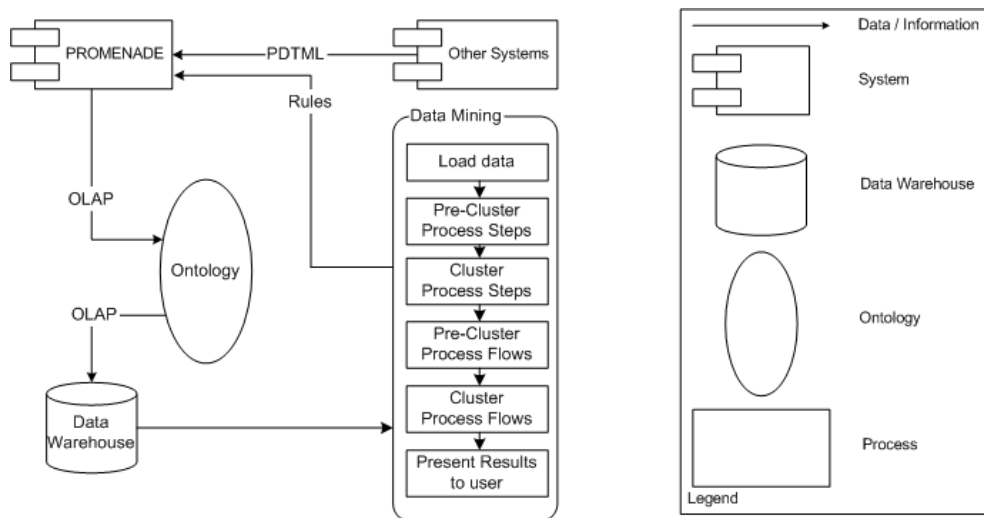 PROMENADE
PDTML
Other Systems
Rules
Data Mining
Load data
Pre-Cluster
Process Steps
Cluster
Process Steps
Pre-Cluster
Process Flows
Cluster
Process Flows
Present Results
to user
OLAP
Ontology
OLAP
Data
Warehouse
Data / Information
System
Data Warehouse
Ontology
Process
Legend